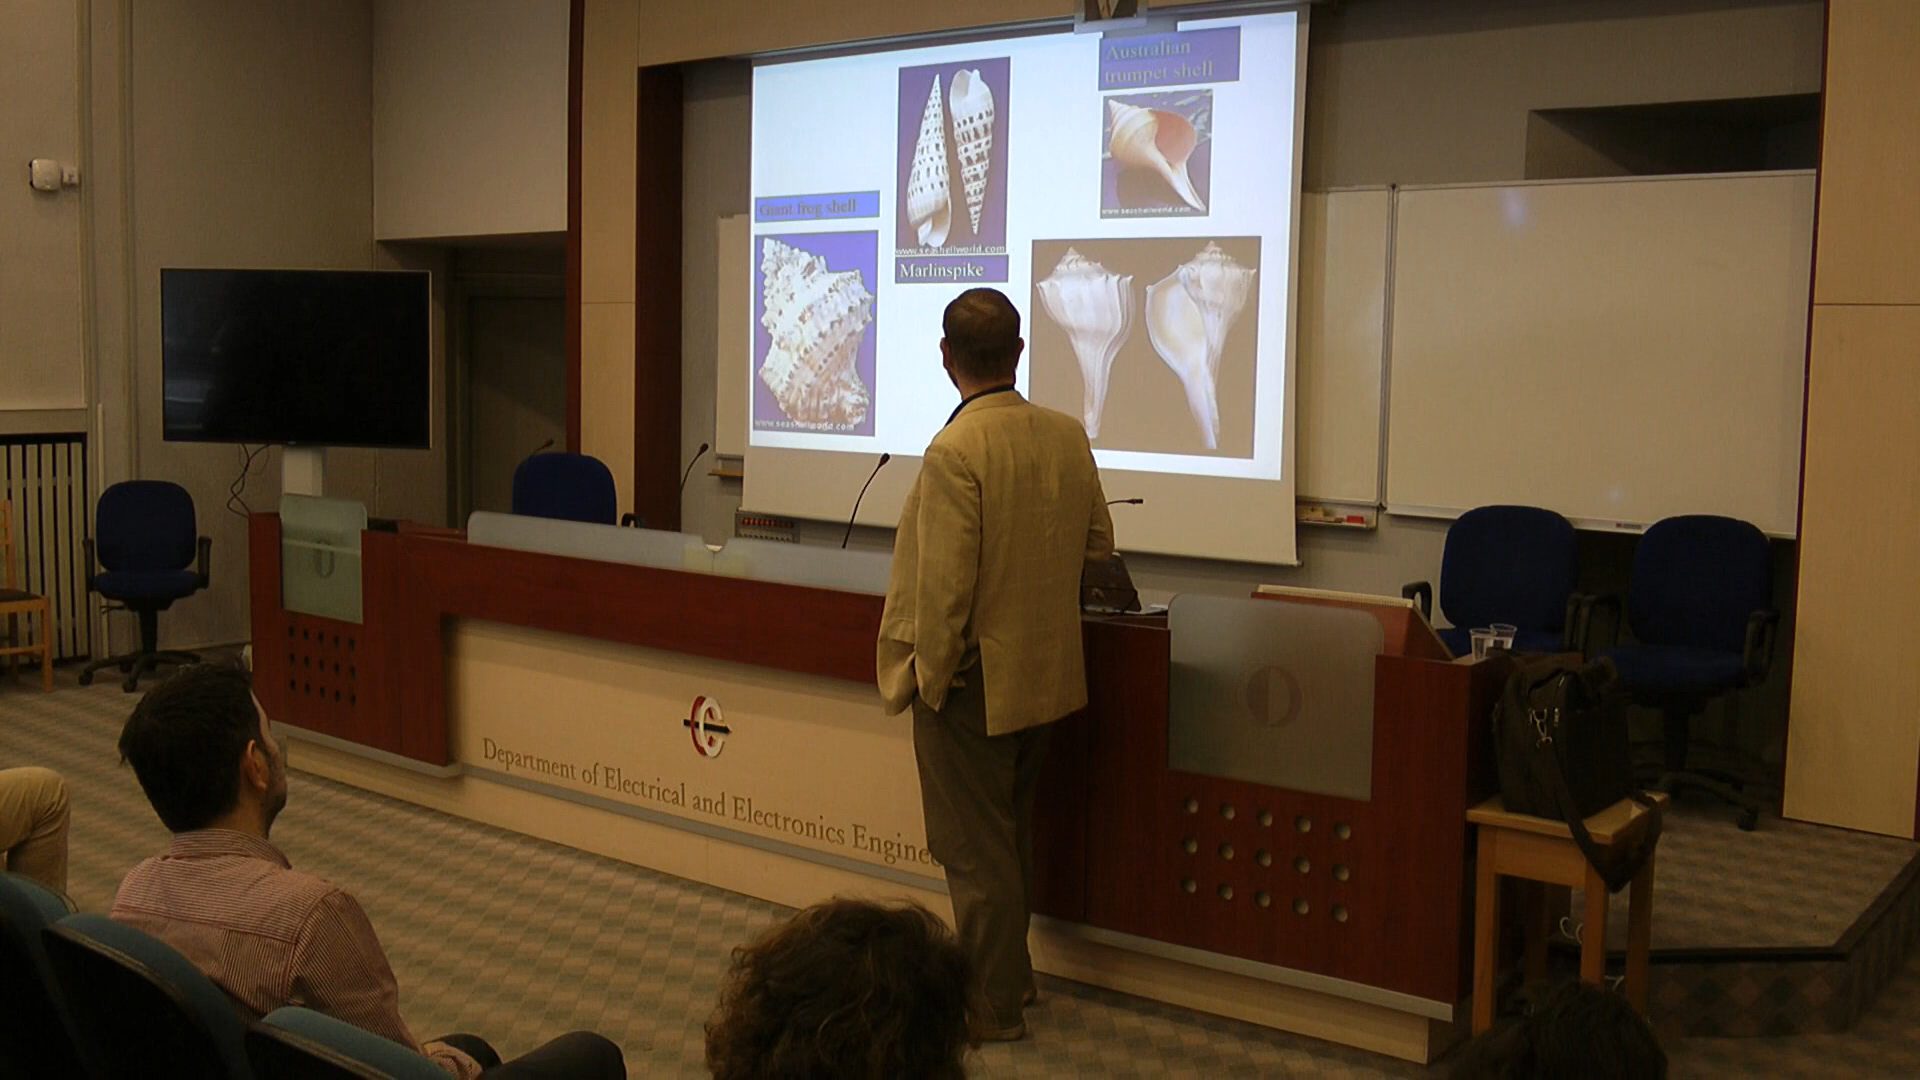 Australian
trumpet shell
Giant frog shell
www.seashellworld.com
Marlinspike
www.seashellworld.com
www.seashellworld.com
Department of Electrical and Electronics Enginee